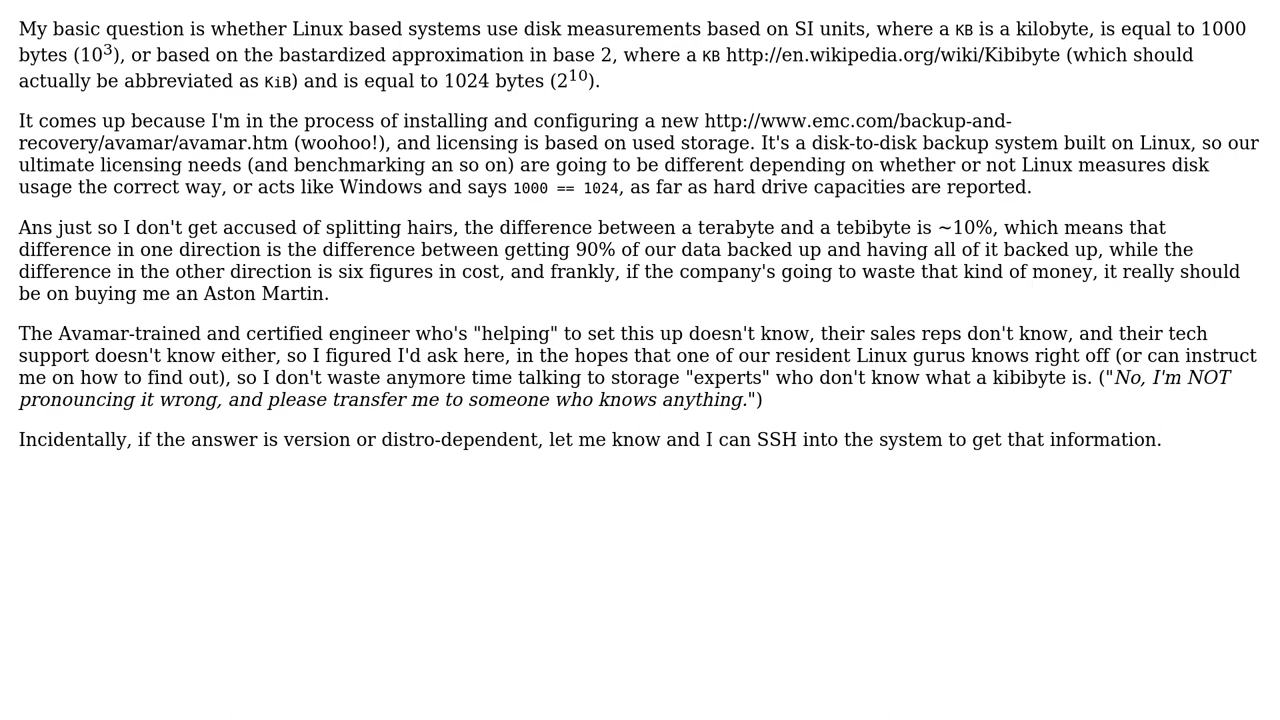 My basic question is whether Linux based systems use disk measurements based on SI units, where a KB is a kilobyte, is equal to 1000
bytes (10^3), or based on the bastardized approximation in base 2, where a KB http://en.wikipedia.org/wiki/Kibibyte (which should
actually be abbreviated as KiB) and is equal to 1024 bytes (2^10).
It comes up because I'm in the process of installing and configuring a new http://www.emc.com/backup-and-
recovery/avamar/avamar.htm (woohoo!), and licensing is based on used storage. It's a disk-to-disk backup system built on Linux, so our
ultimate licensing needs (and benchmarking an so on) are going to be different depending on whether or not Linux measures disk
usage the correct way, or acts like Windows and says 1000 == 1024, as far as hard drive capacities are reported.
Ans just so I don't get accused of splitting hairs, the difference between a terabyte and a tebibyte is ~10%, which means that
difference in one direction is the difference between getting 90% of our data backed up and having all of it backed up, while the
difference in the other direction is six figures in cost, and frankly, if the company's going to waste that kind of money, it really should
be on buying me an Aston Martin.
The Avamar-trained and certified engineer who's "helping" to set this up doesn't know, their sales reps don't know, and their tech
support doesn't know either, so I figured I'd ask here, in the hopes that one of our resident Linux gurus knows right off (or can instruct
me on how to find out), so I don't waste anymore time talking to storage "experts" who don't know what a kibibyte is. ("No, I'm NOT
pronouncing it wrong, and please transfer me to someone who knows anything.")
Incidentally, if the answer is version or distro-dependent, let me know and I can SSH into the system to get that information.